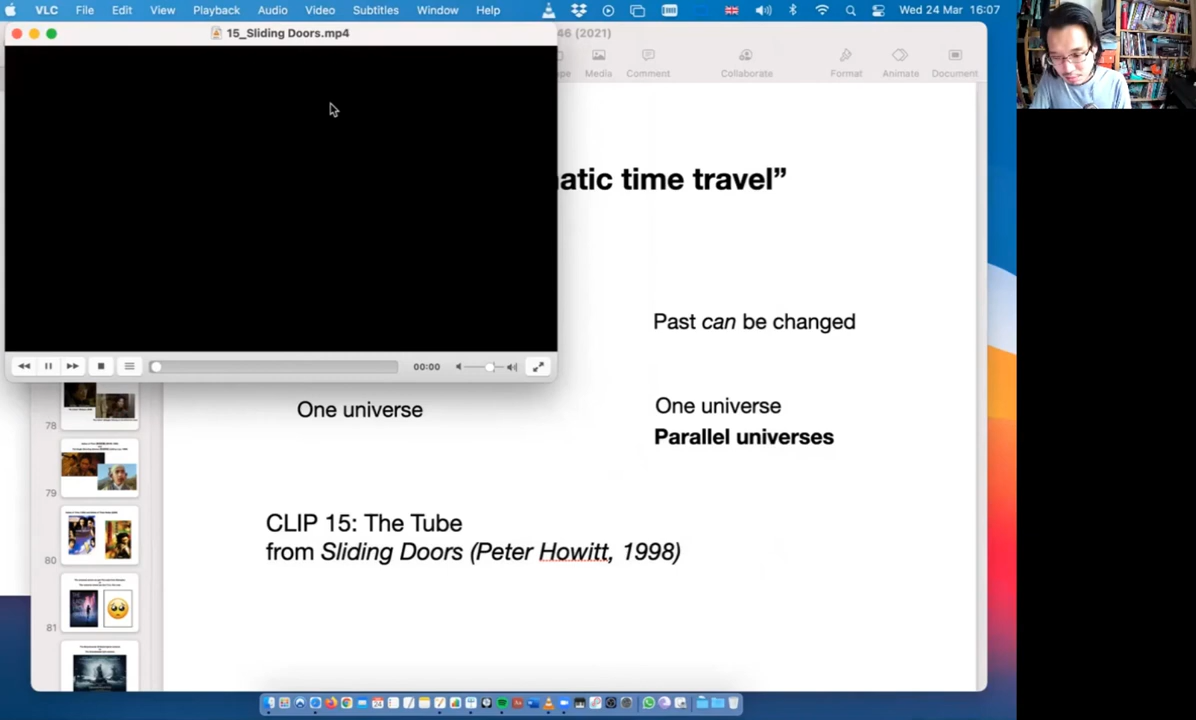 VLC File Edit View Playback Audio Video Subtitles Window Help Wed 24 Mar 16:07
15_Sliding Doors.mp4
46 (2021)
Media Comment Collaborate Format Animate Document
atic time travel”
Past can be changed
00:00
One universe
One universe
Parallel universes
CLIP 15: The Tube
from Sliding Doors (Peter Howitt, 1998)
78
79
80
81